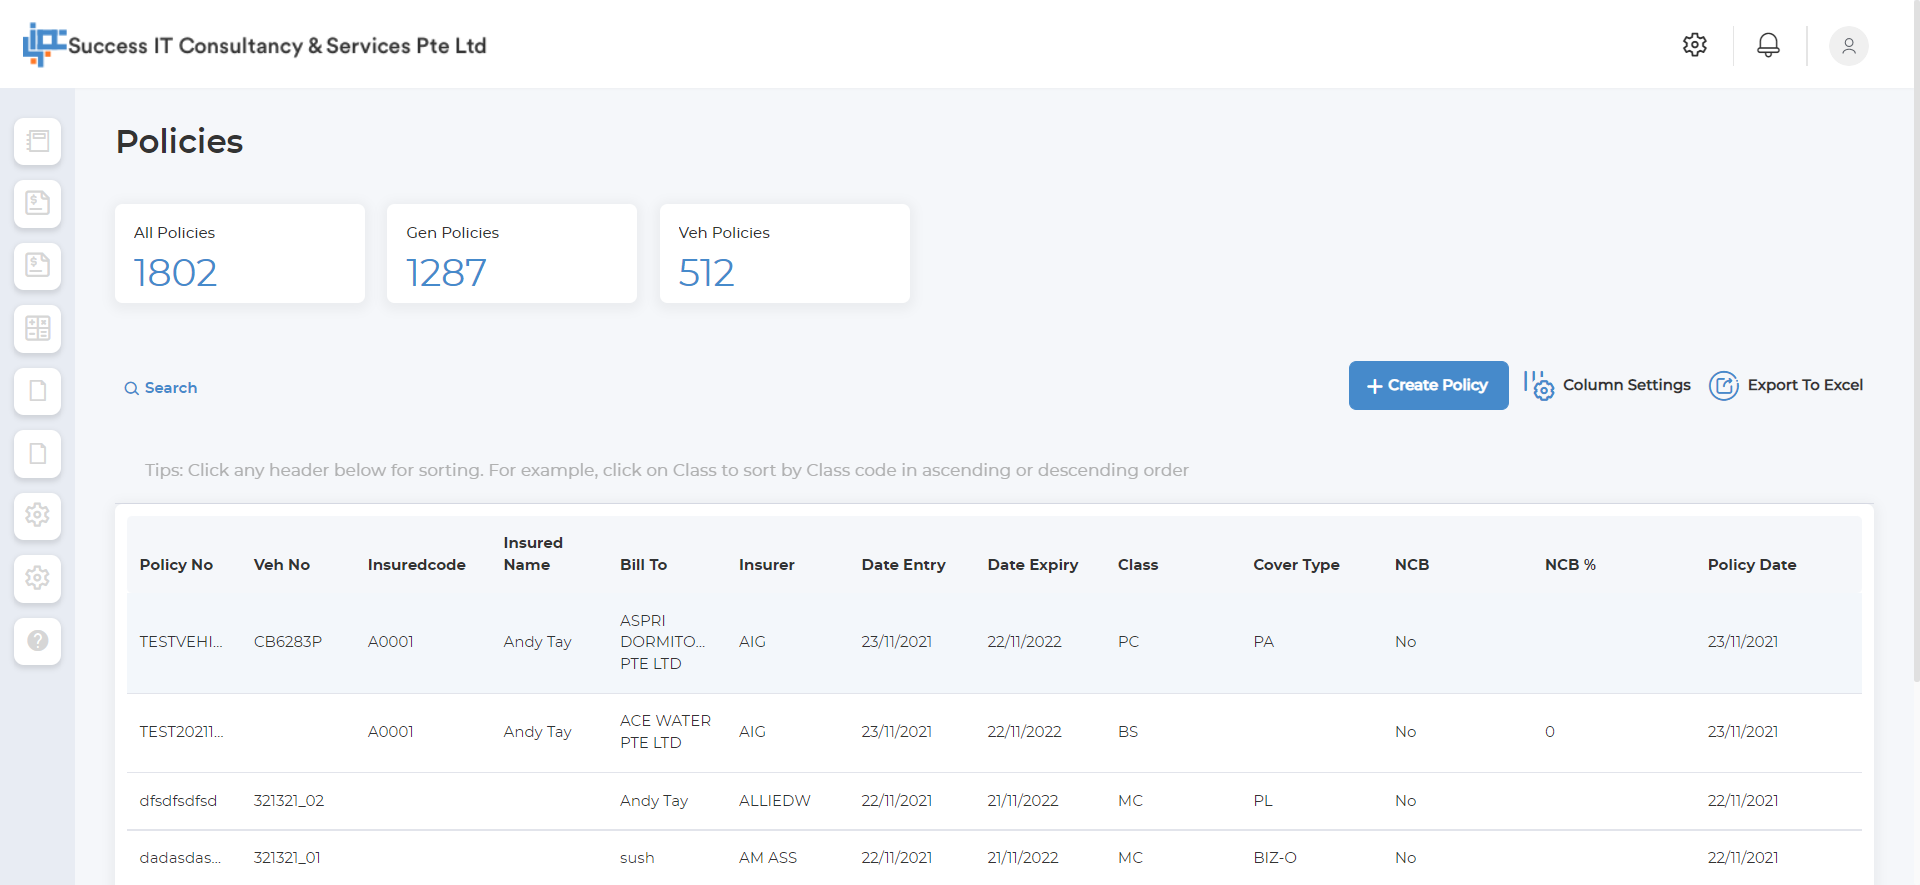 Success IT Consultancy & Services Pte Ltd
Policies
All Policies
1802
Gen Policies
1287
Veh Policies
512
Search
+ Create Policy
Column Settings
Export To Excel
Tips: Click any header below for sorting. For example, click on Class to sort by Class code in ascending or descending order
Policy No Veh No Insuredcode Insured Name Bill To Insurer Date Entry Date Expiry Class Cover Type NCB NCB % Policy Date
TESTVEHI... CB6283P A0001 Andy Tay ASPRI DORMITO... PTE LTD AIG 23/11/2021 22/11/2022 PC PA No 23/11/2021
TEST20211... A0001 Andy Tay ACE WATER PTE LTD AIG 23/11/2021 22/11/2022 BS No 0 23/11/2021
dfsdfsdfsd 321321_02 Andy Tay ALLIEDW 22/11/2021 21/11/2022 MC PL No 22/11/2021
dadasdas... 321321_01 sush AM ASS 22/11/2021 21/11/2022 MC BIZ-O No 22/11/2021